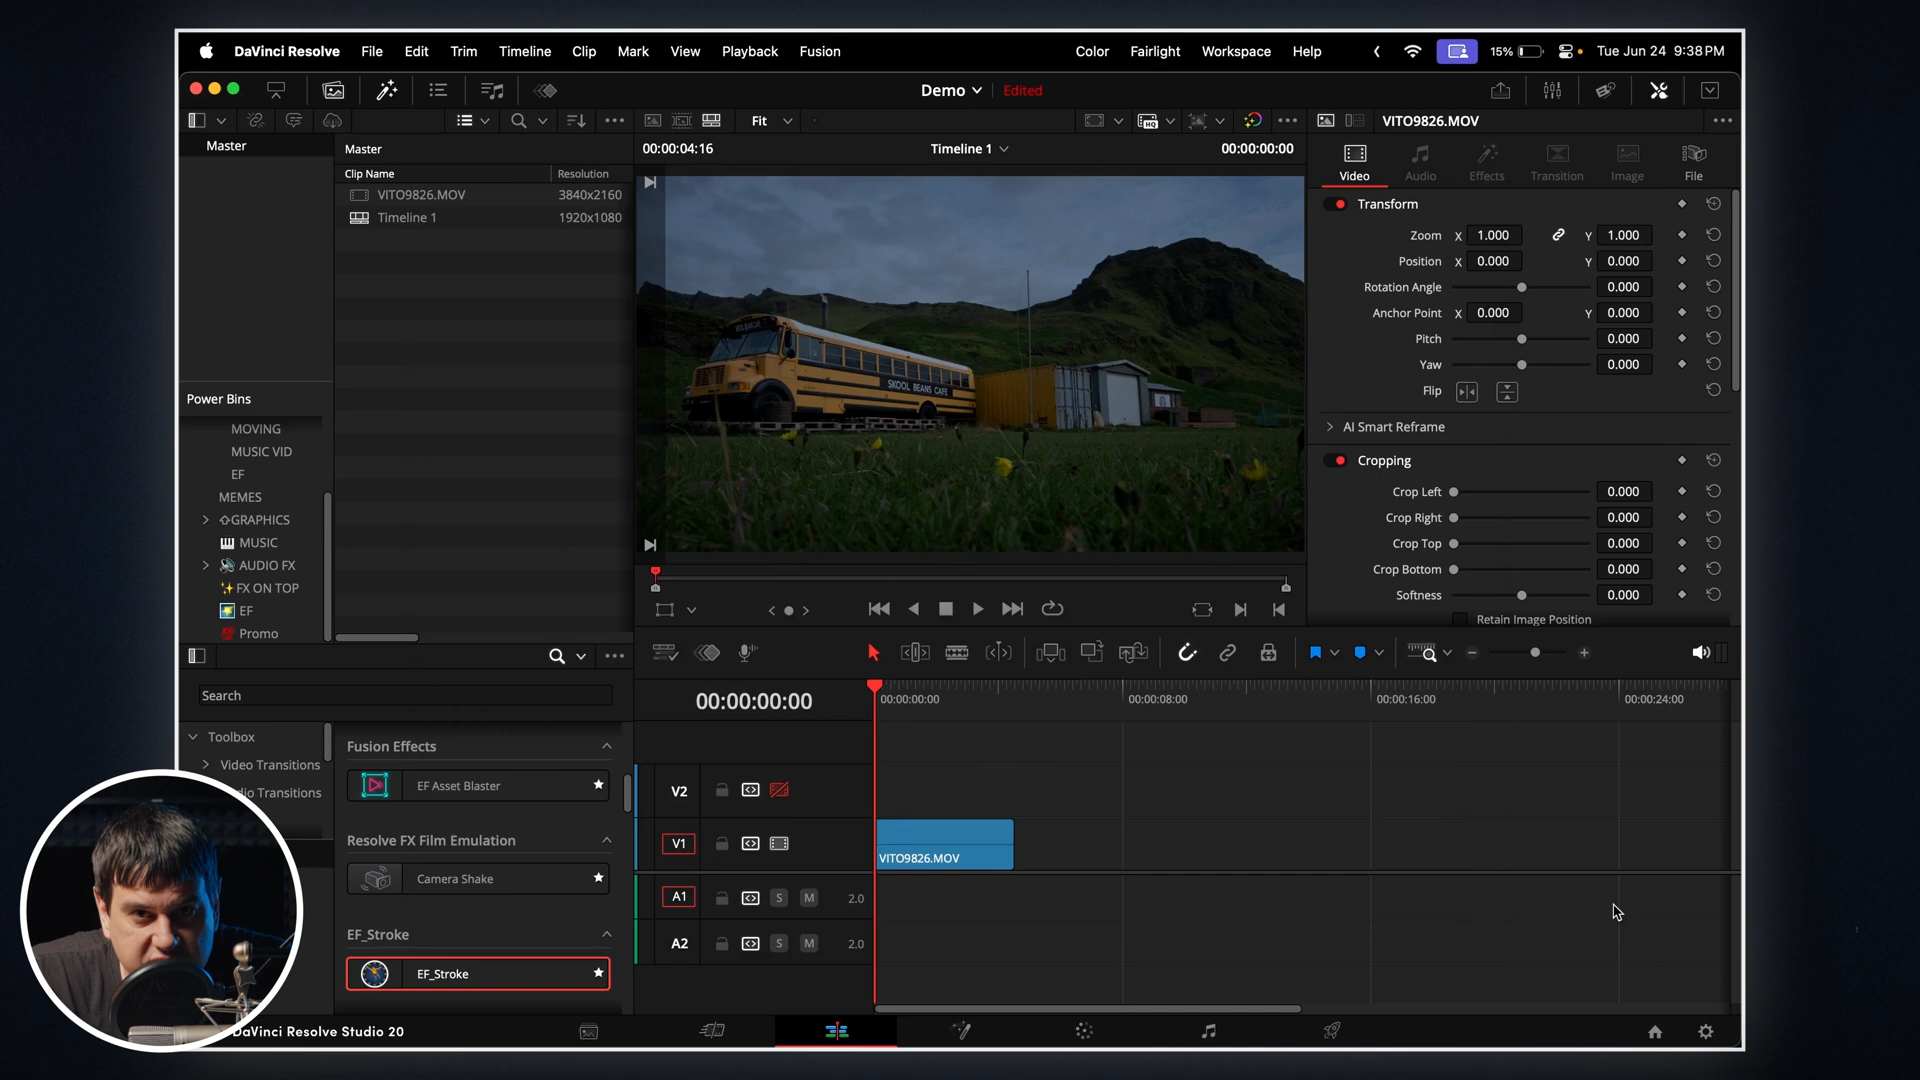 DaVinci Resolve File Edit Trim Timeline Clip Mark View Playback Fusion Color Fairlight Workspace Help 15% Tue Jun 24 9:38 PM
Demo Edited
Fit VITO9826.MOV
Master Master 00:00:04:16 Timeline 1 00:00:00:00
Clip Name Resolution
VITO9826.MOV 3840x2160
Timeline 1 1920x1080
Video Audio Effects Transition Image File
Transform
Zoom X 1.000 Y 1.000
Position X 0.000 Y 0.000
Rotation Angle 0.000
Anchor Point X 0.000 Y 0.000
Pitch 0.000
Yaw 0.000
Flip
AI Smart Reframe
Cropping
Crop Left 0.000
Crop Right 0.000
Crop Top 0.000
Crop Bottom 0.000
Softness 0.000
Retain Image Position
SKOOL BEANS CAFE
Power Bins
MOVING
MUSIC VID
EF
MEMES
GRAPHICS
MUSIC
AUDIO FX
FX ON TOP
EF
Promo
Search
Toolbox
Video Transitions
dio Transitions
Fusion Effects
EF Asset Blaster
Resolve FX Film Emulation
Camera Shake
EF_Stroke
EF_Stroke
00:00:00:00
00:00:00:00 00:00:08:00 00:00:16:00 00:00:24:00
V2
V1
VITO9826.MOV
A1 S M 2.0
A2 S M 2.0
DaVinci Resolve Studio 20